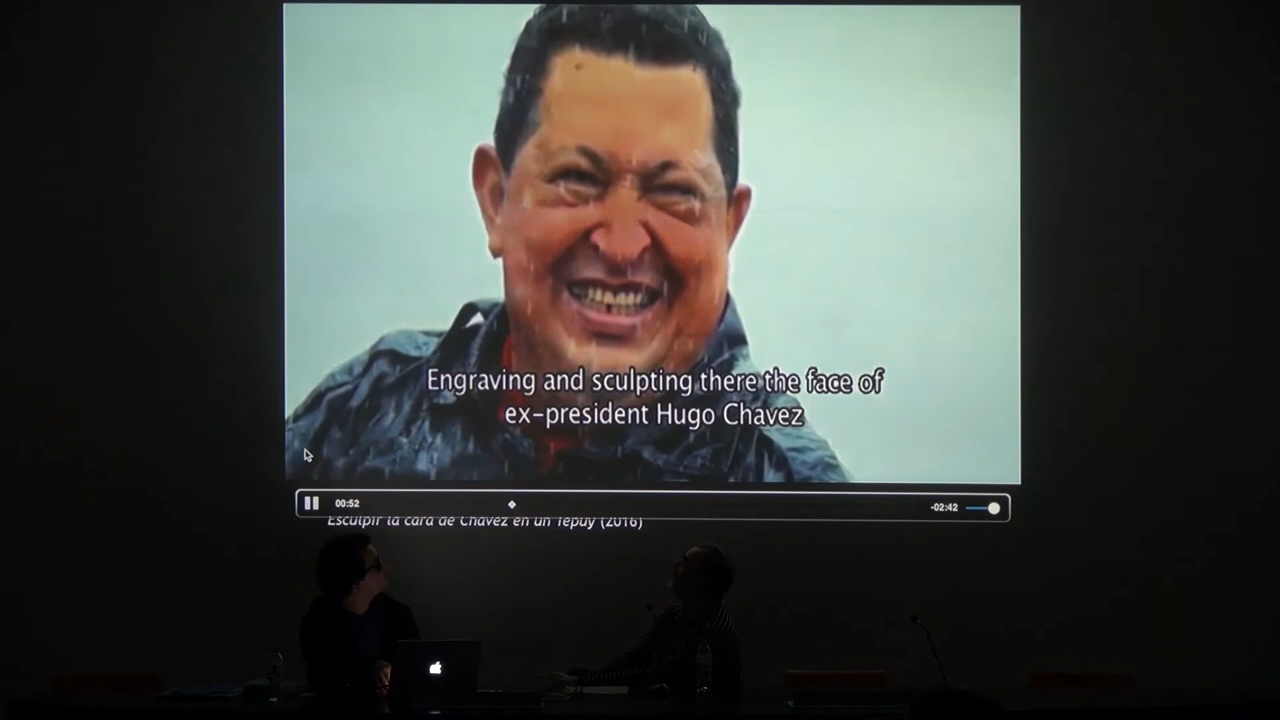 Engraving and sculpting there the face of
ex-president Hugo Chavez
00:52
-02:42
Esculpir la cara de Chavez en un Tepuy (2016)